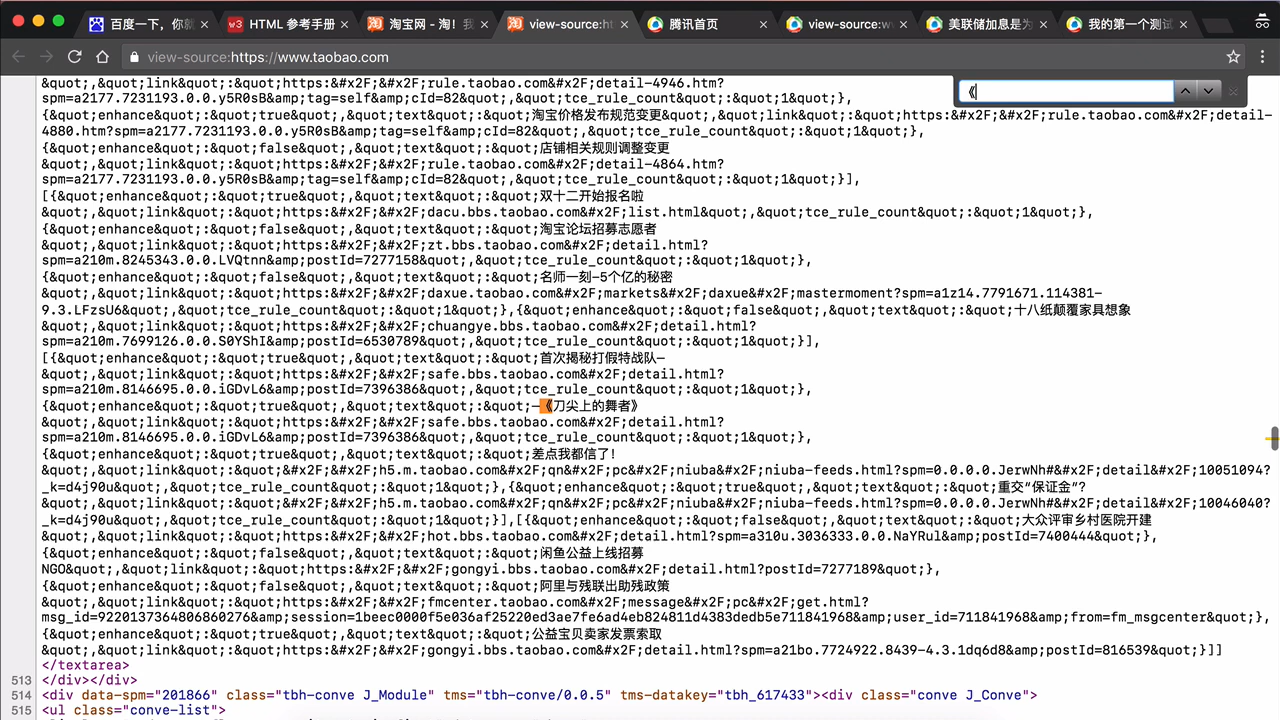 百度一下，你就
HTML 参考手册
淘宝网 - 淘！我
view-source:ht
腾讯首页
view-source:ww
美联储加息是为
我的第一个测试
view-source:https://www.taobao.com
《
&quot;,&quot;link&quot;:&quot;https:&#x2F;&#x2F;rule.taobao.com&#x2F;detail-4946.htm?
spm=a2177.7231193.0.0.y5R0sB&amp;tag=self&amp;cId=82&quot;,&quot;tce_rule_count&quot;:&quot;1&quot;},
{&quot;enhance&quot;:&quot;true&quot;,&quot;text&quot;:&quot;淘宝价格发布规范变更&quot;,&quot;link&quot;:&quot;https:&#x2F;&#x2F;rule.taobao.com&#x2F;detail-
4880.htm?spm=a2177.7231193.0.0.y5R0sB&amp;tag=self&amp;cId=82&quot;,&quot;tce_rule_count&quot;:&quot;1&quot;},
{&quot;enhance&quot;:&quot;false&quot;,&quot;text&quot;:&quot;店铺相关规则调整变更
&quot;,&quot;link&quot;:&quot;https:&#x2F;&#x2F;rule.taobao.com&#x2F;detail-4864.htm?
spm=a2177.7231193.0.0.y5R0sB&amp;tag=self&amp;cId=82&quot;,&quot;tce_rule_count&quot;:&quot;1&quot;}],
[{&quot;enhance&quot;:&quot;true&quot;,&quot;text&quot;:&quot;双十二开始报名啦
&quot;,&quot;link&quot;:&quot;https:&#x2F;&#x2F;dacu.bbs.taobao.com&#x2F;list.html&quot;,&quot;tce_rule_count&quot;:&quot;1&quot;},
{&quot;enhance&quot;:&quot;false&quot;,&quot;text&quot;:&quot;淘宝论坛招募志愿者
&quot;,&quot;link&quot;:&quot;https:&#x2F;&#x2F;zt.bbs.taobao.com&#x2F;detail.html?
spm=a210m.8245343.0.0.LVQtnn&amp;postId=7277158&quot;,&quot;tce_rule_count&quot;:&quot;1&quot;},
{&quot;enhance&quot;:&quot;false&quot;,&quot;text&quot;:&quot;名师一刻-5个亿的秘密
&quot;,&quot;link&quot;:&quot;https:&#x2F;&#x2F;daxue.taobao.com&#x2F;markets&#x2F;daxue&#x2F;mastermoment?spm=a1z14.7791671.114381-
9.3.LFzsU6&quot;,&quot;tce_rule_count&quot;:&quot;1&quot;},{&quot;enhance&quot;:&quot;false&quot;,&quot;text&quot;:&quot;十八纸颠覆家具想象
&quot;,&quot;link&quot;:&quot;https:&#x2F;&#x2F;chuangye.bbs.taobao.com&#x2F;detail.html?
spm=a210m.7699126.0.0.S0YShI&amp;postId=6530789&quot;,&quot;tce_rule_count&quot;:&quot;1&quot;}],
[{&quot;enhance&quot;:&quot;true&quot;,&quot;text&quot;:&quot;首次揭秘打假特战队—
&quot;,&quot;link&quot;:&quot;https:&#x2F;&#x2F;safe.bbs.taobao.com&#x2F;detail.html?
spm=a210m.8146695.0.0.iGDvL6&amp;postId=7396386&quot;,&quot;tce_rule_count&quot;:&quot;1&quot;},
{&quot;enhance&quot;:&quot;true&quot;,&quot;text&quot;:&quot;—《刀尖上的舞者》
&quot;,&quot;link&quot;:&quot;https:&#x2F;&#x2F;safe.bbs.taobao.com&#x2F;detail.html?
spm=a210m.8146695.0.0.iGDvL6&amp;postId=7396386&quot;,&quot;tce_rule_count&quot;:&quot;1&quot;},
{&quot;enhance&quot;:&quot;true&quot;,&quot;text&quot;:&quot;差点我都信了!
&quot;,&quot;link&quot;:&quot;&#x2F;&#x2F;h5.m.taobao.com&#x2F;qn&#x2F;pc&#x2F;niuba&#x2F;niuba-feeds.html?spm=0.0.0.0.JerwNh#&#x2F;detail&#x2F;10051094?
_k=d4j90u&quot;,&quot;tce_rule_count&quot;:&quot;1&quot;},{&quot;enhance&quot;:&quot;true&quot;,&quot;text&quot;:&quot;重交"保证金"?
&quot;,&quot;link&quot;:&quot;&#x2F;&#x2F;h5.m.taobao.com&#x2F;qn&#x2F;pc&#x2F;niuba&#x2F;niuba-feeds.html?spm=0.0.0.0.JerwNh#&#x2F;detail&#x2F;10046040?
_k=d4j90u&quot;,&quot;tce_rule_count&quot;:&quot;1&quot;}],[{&quot;enhance&quot;:&quot;false&quot;,&quot;text&quot;:&quot;大众评审乡村医院开建
&quot;,&quot;link&quot;:&quot;https:&#x2F;&#x2F;hot.bbs.taobao.com&#x2F;detail.html?spm=a310u.3036333.0.0.NaYRul&amp;postId=7400444&quot;},
{&quot;enhance&quot;:&quot;false&quot;,&quot;text&quot;:&quot;闲鱼公益上线招募
NGO&quot;,&quot;link&quot;:&quot;https:&#x2F;&#x2F;gongyi.bbs.taobao.com&#x2F;detail.html?postId=7277189&quot;},
{&quot;enhance&quot;:&quot;false&quot;,&quot;text&quot;:&quot;阿里与残联出助残政策
&quot;,&quot;link&quot;:&quot;https:&#x2F;&#x2F;fmcenter.taobao.com&#x2F;message&#x2F;pc&#x2F;get.html?
msg_id=9220137364806860276&amp;session=1beec0000f5e036af25220ed3ae7fe6ad4eb824811d4383dedb5e711841968&amp;user_id=711841968&amp;from=fm_msgcenter&quot;},
{&quot;enhance&quot;:&quot;true&quot;,&quot;text&quot;:&quot;公益宝贝卖家发票索取
&quot;,&quot;link&quot;:&quot;https:&#x2F;&#x2F;gongyi.bbs.taobao.com&#x2F;detail.html?spm=a21bo.7724922.8439-4.3.1dq6d8&amp;postId=816539&quot;}]]
</textarea>
513 </div></div>
514 <div data-spm="201866" class="tbh-conve J_Module" tms="tbh-conve/0.0.5" tms-datakey="tbh_617433"><div class="conve J_Conve">
515 <ul class="conve-list">